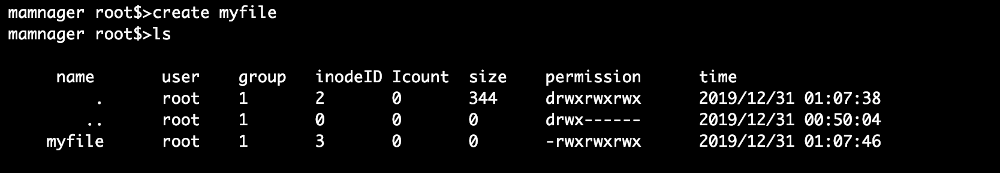 mamnager root$>create myfile
mamnager root$>ls
name user group inodeID Icount size permission time
. root 1 2 0 344 drwxrwxrwx 2019/12/31 01:07:38
.. root 1 0 0 0 drwx------ 2019/12/31 00:50:04
myfile root 1 3 0 0 -rwxrwxrwx 2019/12/31 01:07:46